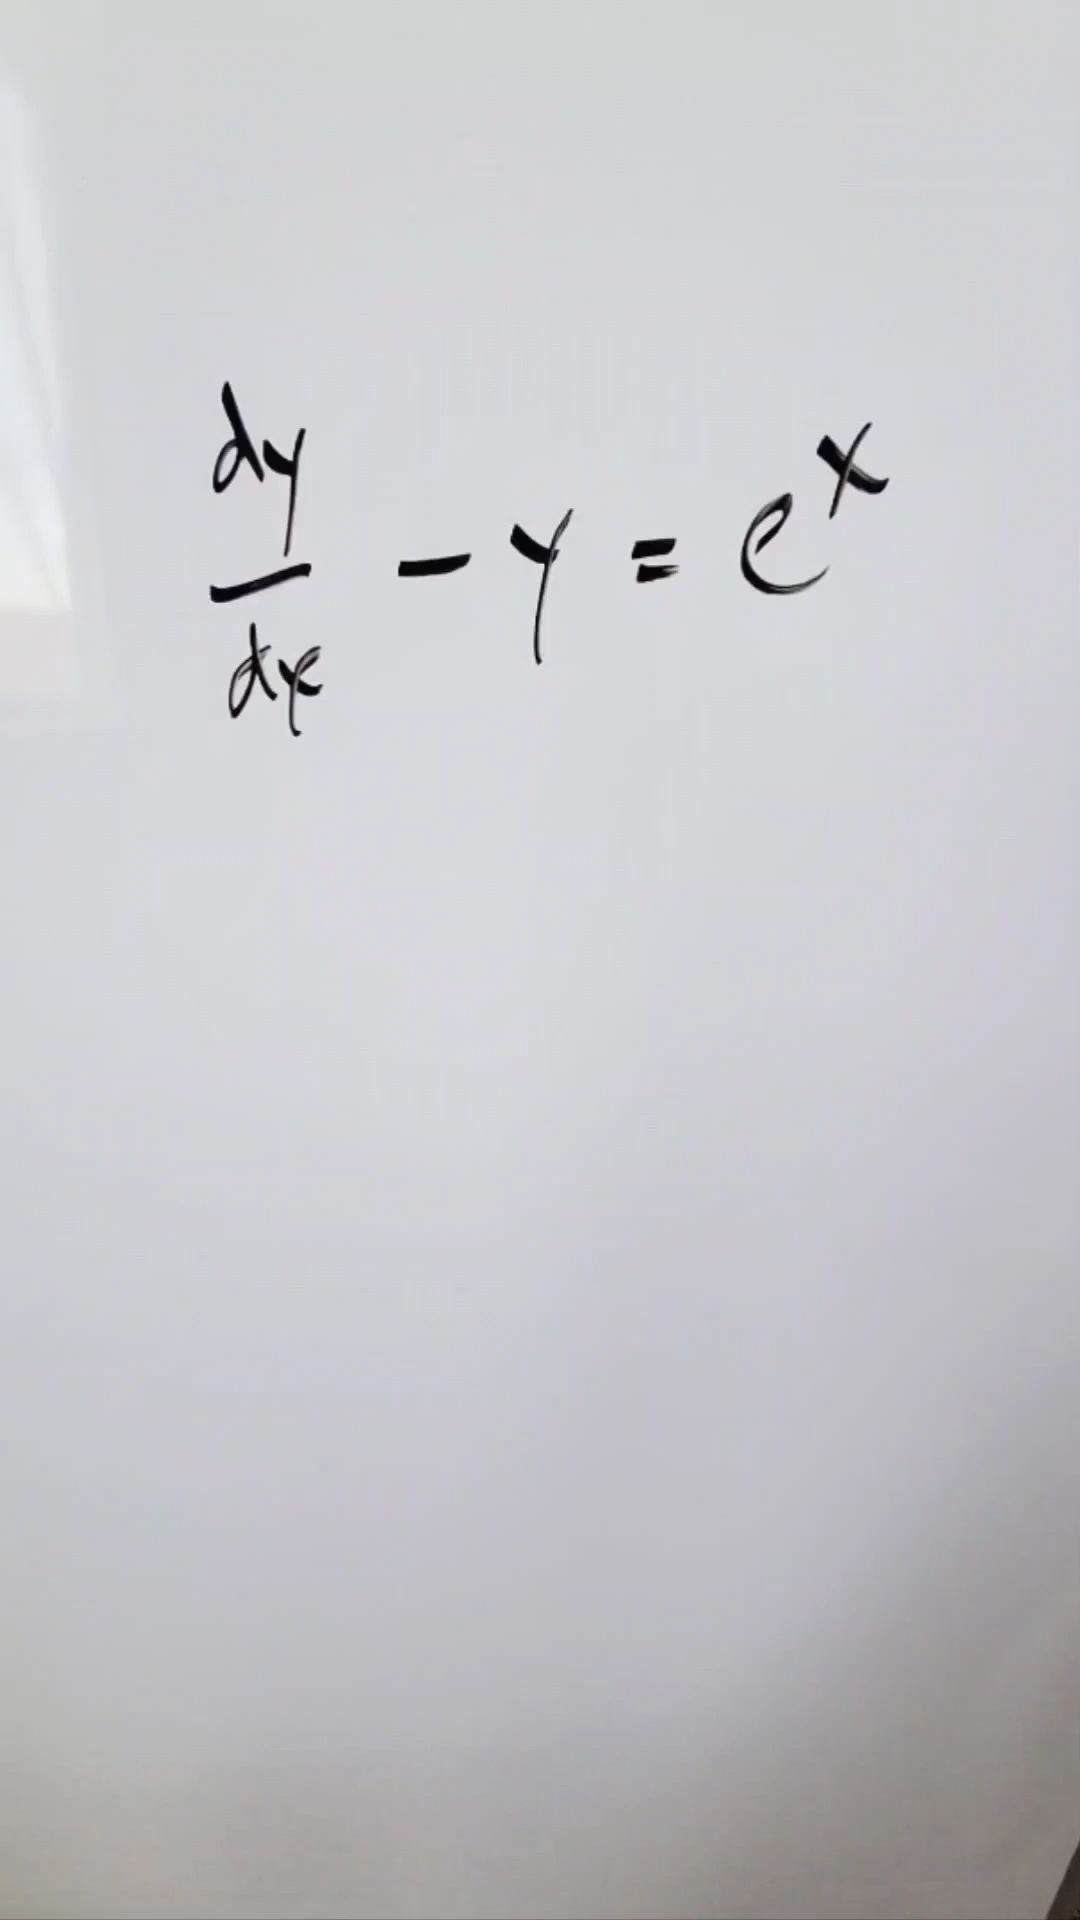 dy/dx - y = e^x